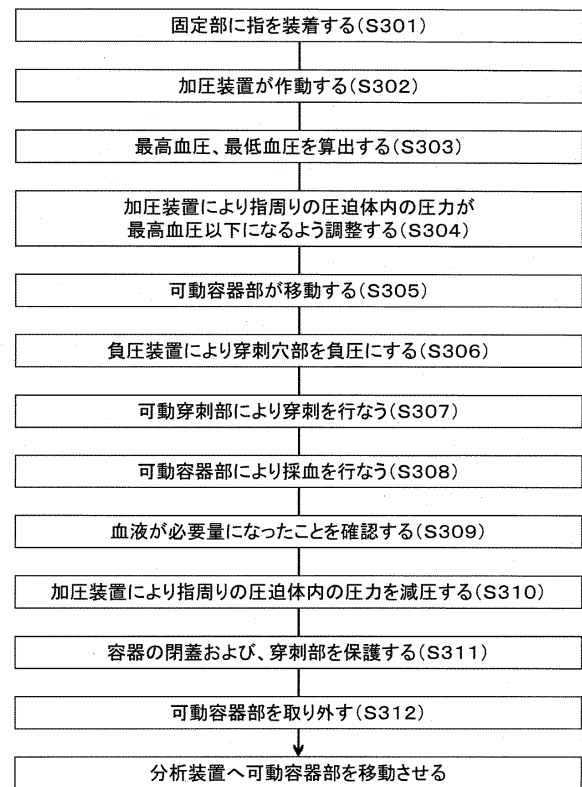 固定部に指を装着する(S301)
加圧装置が作動する(S302)
最高血圧、最低血圧を算出する(S303)
加圧装置により指周りの圧迫体内の圧力が
最高血圧以下になるよう調整する(S304)
可動容器部が移動する(S305)
負圧装置により穿刺穴部を負圧にする(S306)
可動穿刺部により穿刺を行なう(S307)
可動容器部により採血を行なう(S308)
血液が必要量になったことを確認する(S309)
加圧装置により指周りの圧迫体内の圧力を減圧する(S310)
容器の閉蓋および、穿刺部を保護する(S311)
可動容器部を取り外す(S312)
分析装置へ可動容器部を移動させる